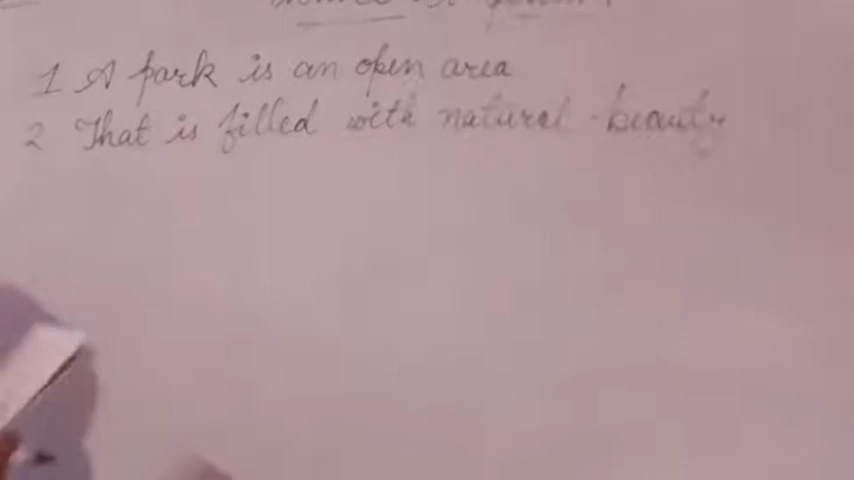 1 A park is an open area
2 That is filled with natural beauty